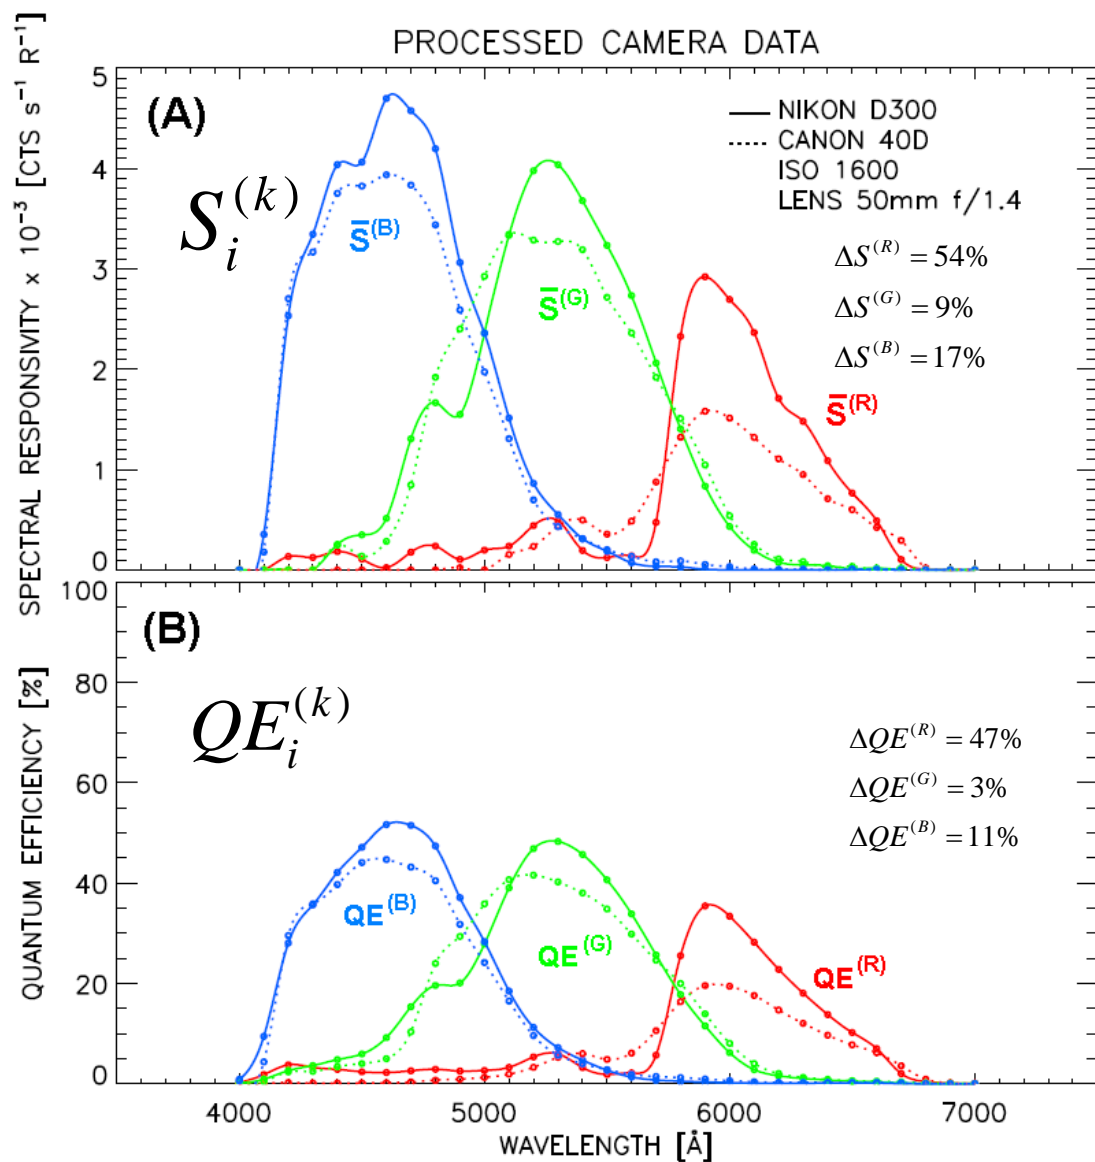 PROCESSED CAMERA DATA
SPECTRAL RESPONSIVITY × 10⁻³ [CTS s⁻¹ R⁻¹]
5
4
3
2
1
0
(A)
S_i^(k)
S̄^(B)
S̄^(G)
S̄^(R)
NIKON D300
CANON 40D
ISO 1600
LENS 50mm f/1.4
ΔS^(R) = 54%
ΔS^(G) = 9%
ΔS^(B) = 17%
QUANTUM EFFICIENCY [%]
100
80
60
40
20
0
(B)
QE_i^(k)
QE^(B)
QE^(G)
QE^(R)
ΔQE^(R) = 47%
ΔQE^(G) = 3%
ΔQE^(B) = 11%
4000 5000 6000 7000
WAVELENGTH [Å]